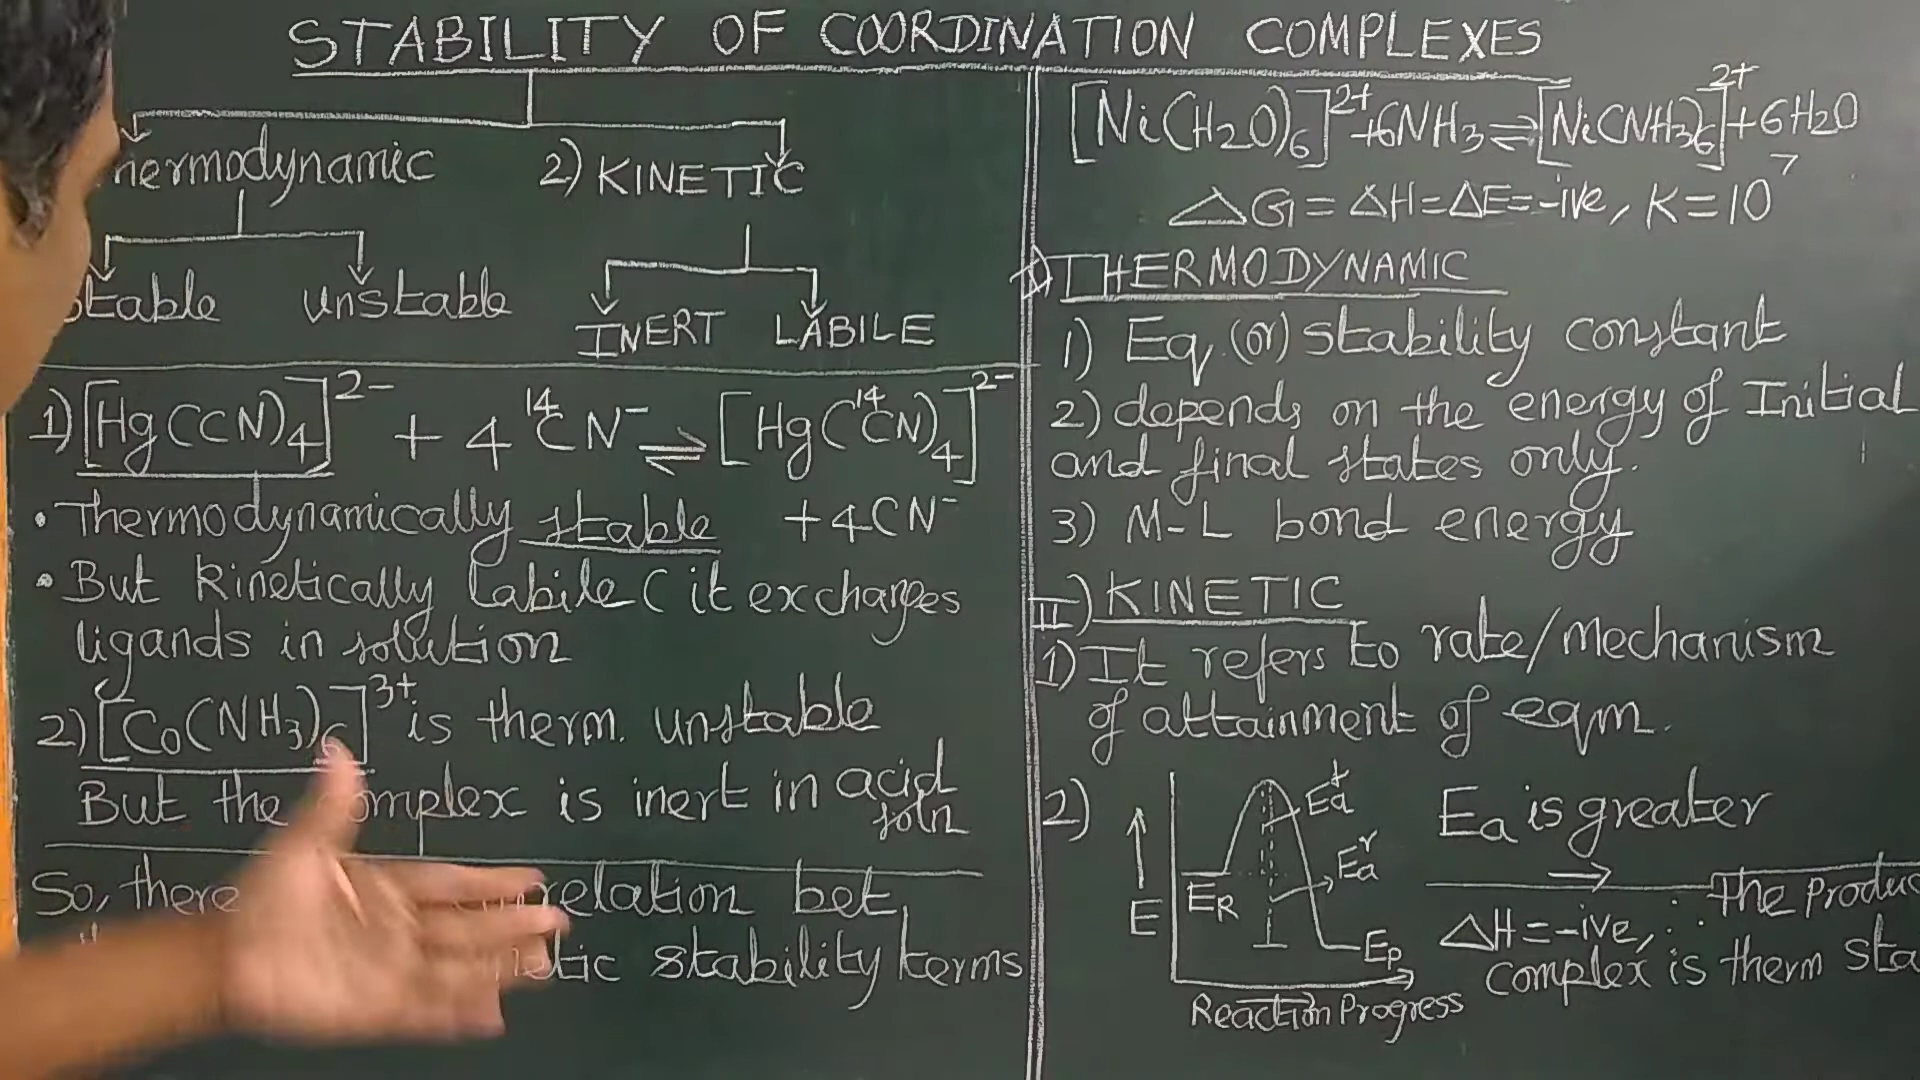 STABILITY OF COORDINATION COMPLEXES
hermodynamic 2) KINETIC
stable unstable
INERT LABILE
1) [Hg(CN)4]2- + 4 14CN- ⇌ [Hg(14CN)4]2-
• Thermodynamically stable +4CN-
• But kinetically labile (it exchanges
ligands in solution
2) [Co(NH3)6]3+ is therm. unstable
But the complex is inert in acid
soln
So, there relation bet
netic stability terms
[Ni(H2O)6]2+ +6NH3 ⇌ [Ni(NH3)6]2+ +6H2O
△G = △H = △E = -ive, K = 10^7
I) THERMODYNAMIC
1) Eq. (or) stability constant
2) depends on the energy of Initial
and final states only.
3) M-L bond energy
II) KINETIC
1) It refers to rate/mechanism
of attainment of eqm.
2) E ER Ea Ear EP
Reaction Progress
Ea is greater
→
△H = -ive, ∴ The produc
complex is therm sta